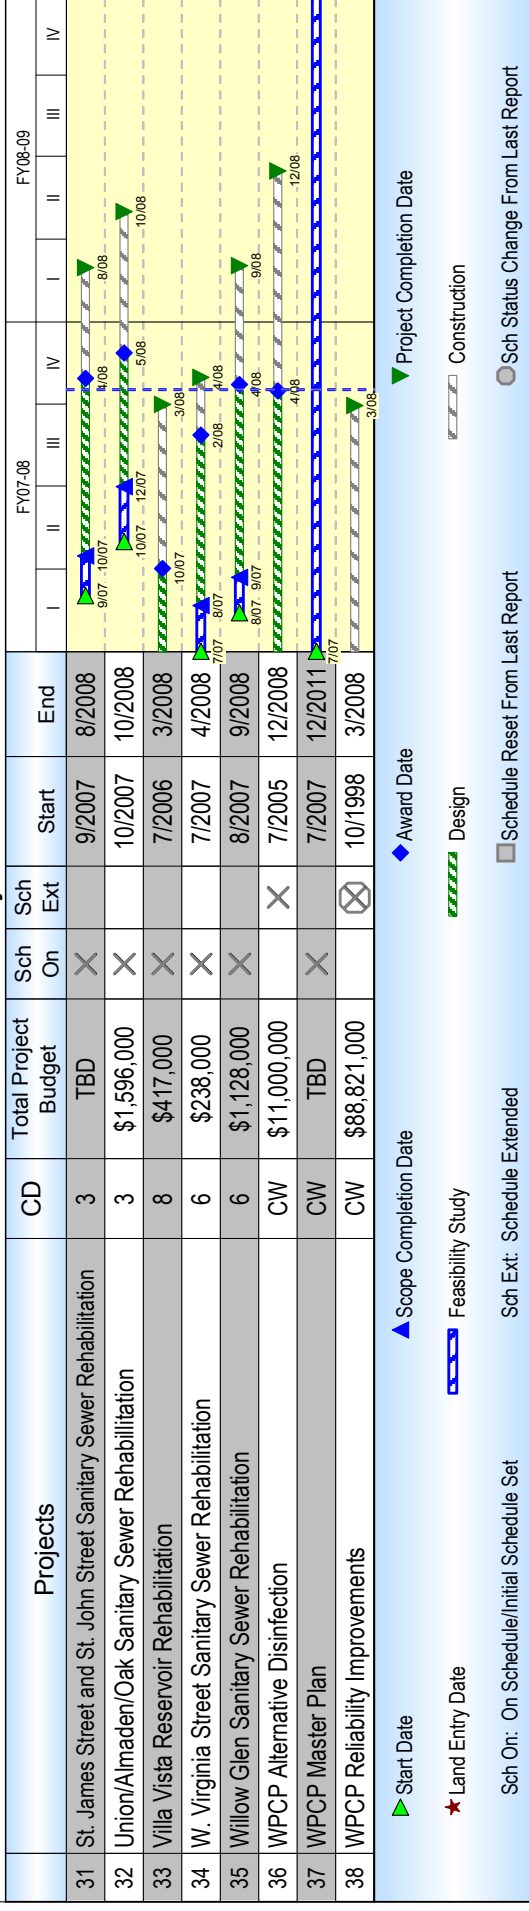 Projects CD Total Project Budget Sch On Sch Ext Start End FY07-08 FY08-09
I II III IV I II III IV
31 St. James Street and St. John Street Sanitary Sewer Rehabilitation 3 TBD X 9/2007 8/2008 9/07 10/07 4/08 8/08
32 Union/Almaden/Oak Sanitary Sewer Rehabillitation 3 $1,596,000 X 10/2007 10/2008 10/07 12/07 5/08 10/08
33 Villa Vista Reservoir Rehabilitation 8 $417,000 X 7/2006 3/2008 10/07 3/08
34 W. Virginia Street Sanitary Sewer Rehabilitation 6 $238,000 X 7/2007 4/2008 7/07 8/07 2/08 4/08
35 Willow Glen Sanitary Sewer Rehabilitation 6 $1,128,000 X 8/2007 9/2008 8/07 9/07 4/08 9/08
36 WPCP Alternative Disinfection CW $11,000,000 X 7/2005 12/2008 4/08 12/08
37 WPCP Master Plan CW TBD X 7/2007 12/2011 7/07
38 WPCP Reliability Improvements CW $88,821,000 X 10/1998 3/2008 3/08
Start Date Scope Completion Date Award Date Project Completion Date
Land Entry Date Feasibility Study Design Construction
Sch On: On Schedule/Initial Schedule Set Sch Ext: Schedule Extended Schedule Reset From Last Report Sch Status Change From Last Report